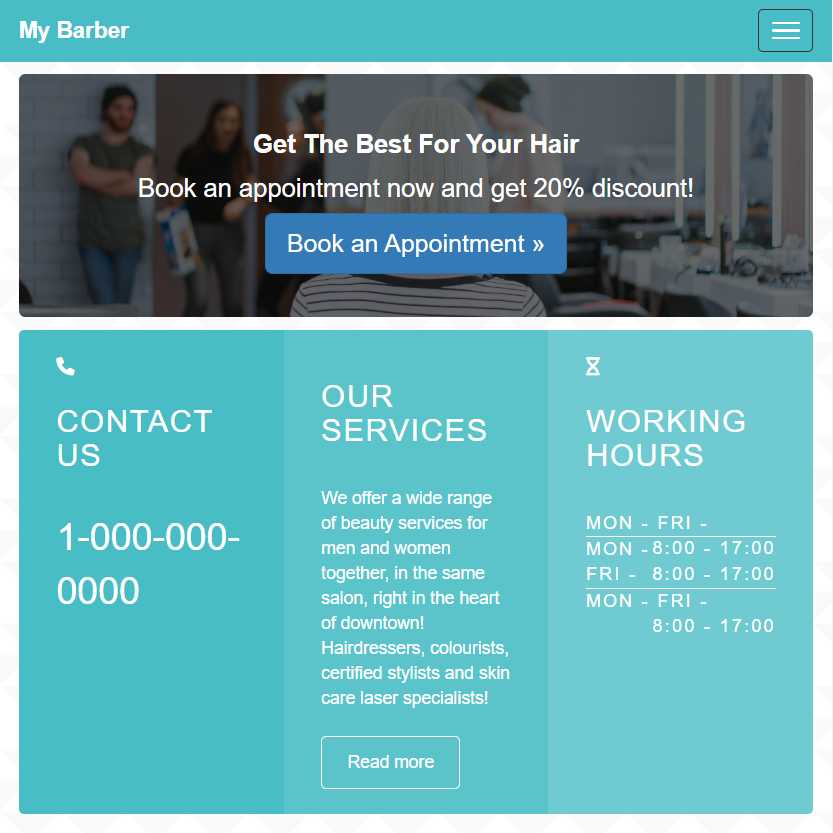 My Barber
Get The Best For Your Hair
Book an appointment now and get 20% discount!
Book an Appointment »
CONTACT
US
1-000-000-
0000
OUR
SERVICES
We offer a wide range
of beauty services for
men and women
together, in the same
salon, right in the heart
of downtown!
Hairdressers, colourists,
certified stylists and skin
care laser specialists!
Read more
WORKING
HOURS
MON - FRI -
MON - 8:00 - 17:00
FRI - 8:00 - 17:00
MON - FRI -
8:00 - 17:00